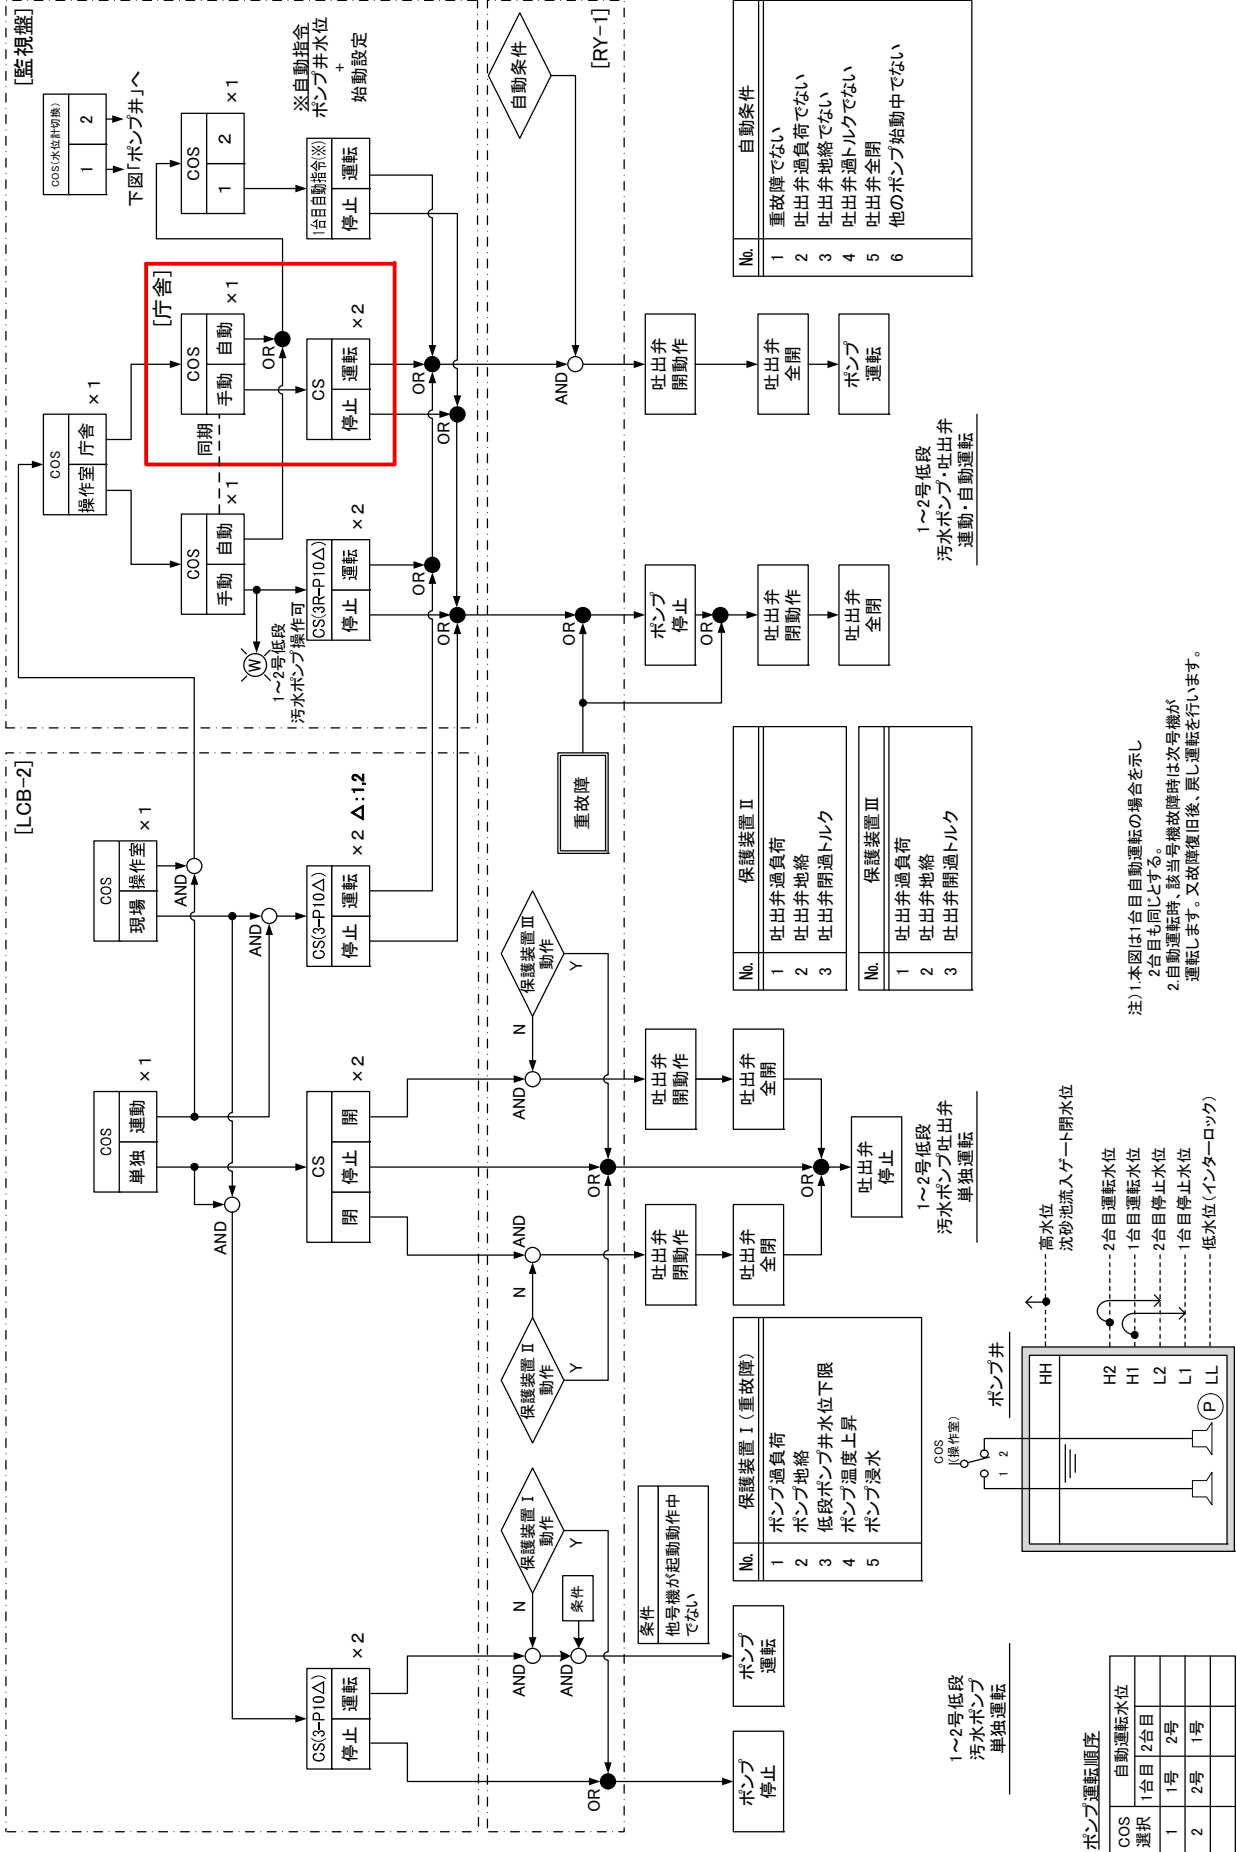 [LCB-2]
[監視盤]
COS
単独 連動
×1
COS
現場 操作室
×1
AND
AND
AND
CS(3-P10△)
停止 運転
×2
CS
閉 停止 開
×2
CS(3-P10△)
停止 運転
×2 △:1,2
COS
操作室 庁舎
×1
COS(水位計切換)
1 2
下図「ポンプ井」へ
COS
手動 自動
×1
同期
[庁舎]
COS
手動 自動
×1
OR
COS
1 2
×1
W
1~2号低段
汚水ポンプ操作可
CS(3R-P10△)
停止 運転
×2
CS
停止 運転
×2
1台目自動指令(※)
停止 運転
※自動指令
ポンプ井水位
+
始動設定
OR
OR
OR
OR
[RY-1]
保護装置Ⅰ
動作
N
Y
AND
AND
条件
OR
保護装置Ⅱ
動作
N
Y
AND
OR
保護装置Ⅲ
動作
N
Y
AND
重故障
OR
自動条件
AND
条件
他号機が起動動作中
でない
ポンプ
停止
ポンプ
運転
1~2号低段
汚水ポンプ
単独運転
吐出弁
閉動作
吐出弁
全閉
吐出弁
開動作
吐出弁
全開
OR
吐出弁
停止
1~2号低段
汚水ポンプ吐出弁
単独運転
ポンプ
停止
OR
吐出弁
閉動作
吐出弁
全閉
吐出弁
開動作
吐出弁
全開
ポンプ
運転
1~2号低段
汚水ポンプ・吐出弁
連動・自動運転
No. 保護装置Ⅰ(重故障)
1 ポンプ過負荷
2 ポンプ地絡
3 低段ポンプ井水位下限
4 ポンプ温度上昇
5 ポンプ浸水
No. 保護装置Ⅱ
1 吐出弁過負荷
2 吐出弁地絡
3 吐出弁閉過トルク
No. 保護装置Ⅲ
1 吐出弁過負荷
2 吐出弁地絡
3 吐出弁開過トルク
No. 自動条件
1 重故障でない
2 吐出弁過負荷でない
3 吐出弁地絡でない
4 吐出弁過トルクでない
5 吐出弁全閉
6 他のポンプ始動中でない
ポンプ運転順序
COS
選択
自動運転水位
1台目 2台目
1 1号 2号
2 2号 1号
COS
(操作室)
1 2
ポンプ井
HH
H2
H1
L2
L1
LL
P
高水位
沈砂池流入ゲート閉水位
2台目運転水位
1台目運転水位
2台目停止水位
1台目停止水位
低水位(インターロック)
注)1.本図は1台目自動運転の場合を示し
2台目も同じとする。
2.自動運転時、該当号機故障時は次号機が
運転します。又故障復旧後、戻し運転を行います。